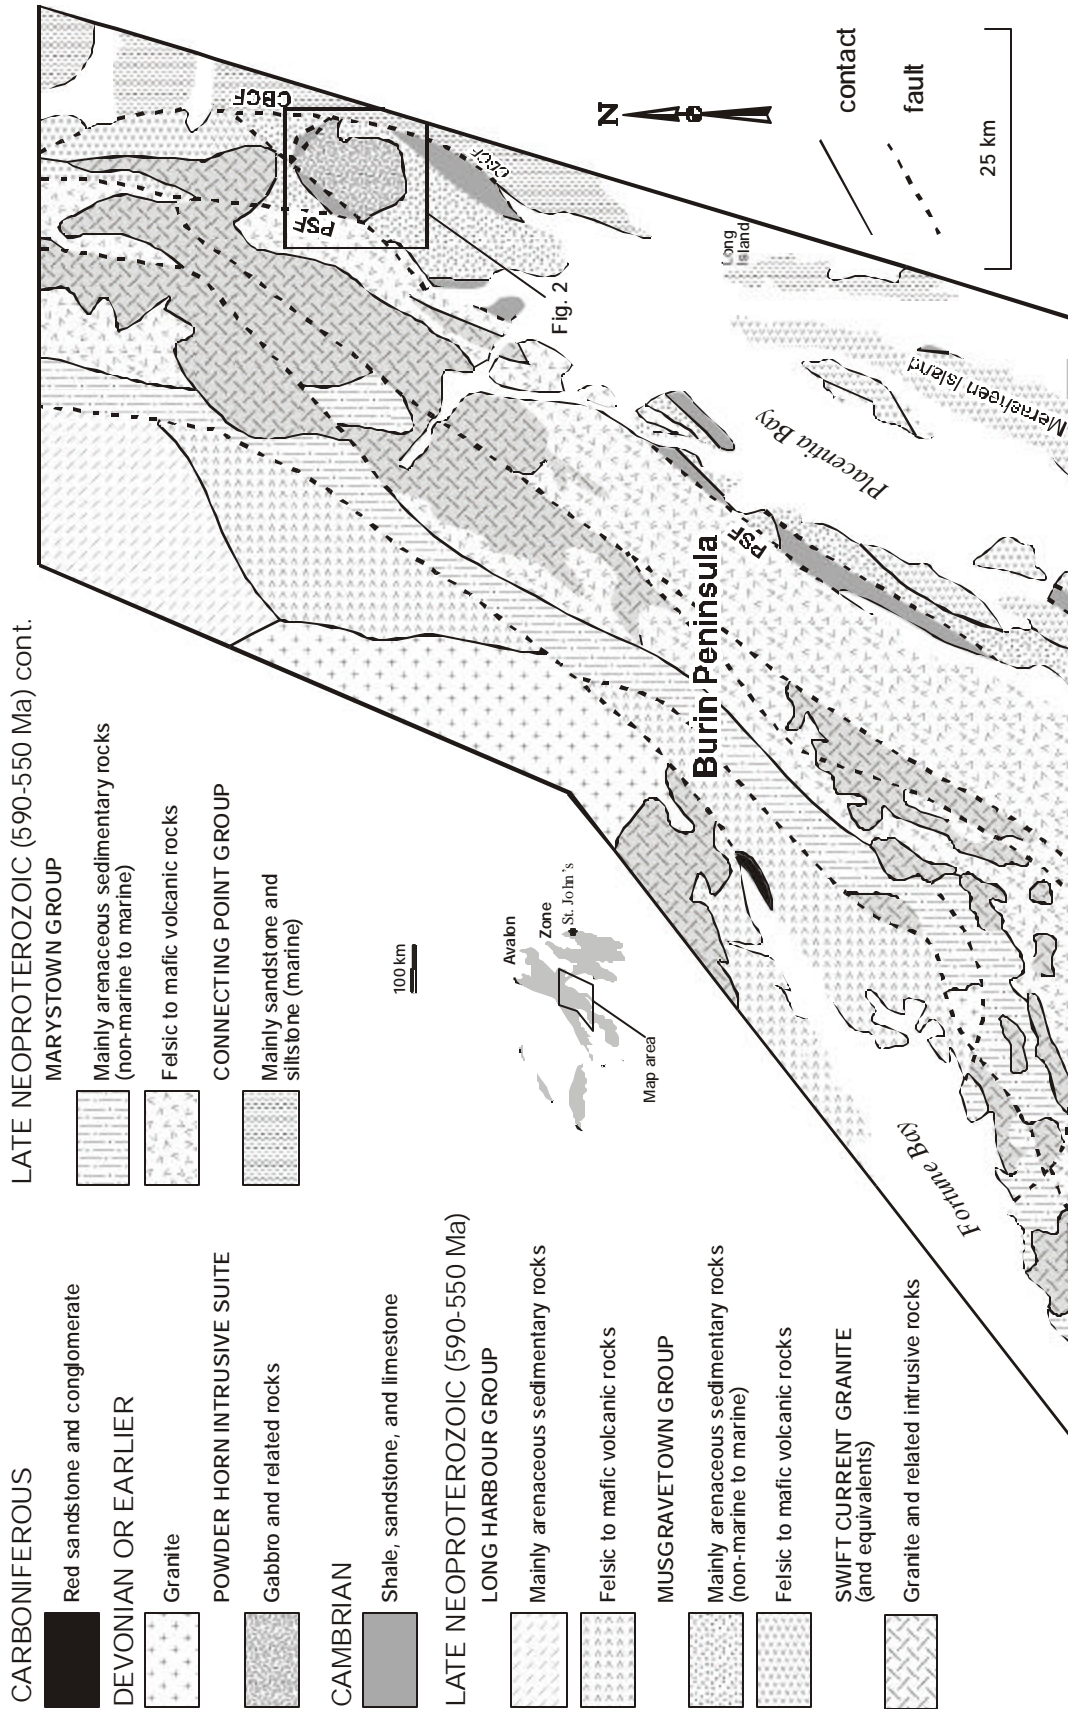 CARBONIFEROUS
Red sandstone and conglomerate
DEVONIAN OR EARLIER
Granite
POWDER HORN INTRUSIVE SUITE
Gabbro and related rocks
CAMBRIAN
Shale, sandstone, and limestone
LATE NEOPROTEROZOIC (590-550 Ma)
LONG HARBOUR GROUP
Mainly arenaceous sedimentary rocks
Felsic to mafic volcanic rocks
MUSGRAVETOWN GROUP
Mainly arenaceous sedimentary rocks
(non-marine to marine)
Felsic to mafic volcanic rocks
SWIFT CURRENT GRANITE
(and equivalents)
Granite and related intrusive rocks
LATE NEOPROTEROZOIC (590-550 Ma) cont.
MARYSTOWN GROUP
Mainly arenaceous sedimentary rocks
(non-marine to marine)
Felsic to mafic volcanic rocks
CONNECTING POINT GROUP
Mainly sandstone and
siltstone (marine)
100 km
Avalon
Zone
St. John's
Map area
Fortune Bay
Burin Peninsula
PSF
Placentia Bay
Merasheen Island
Long
Island
Fig. 2
PSF
CBCF
CBCF
N
contact
fault
25 km